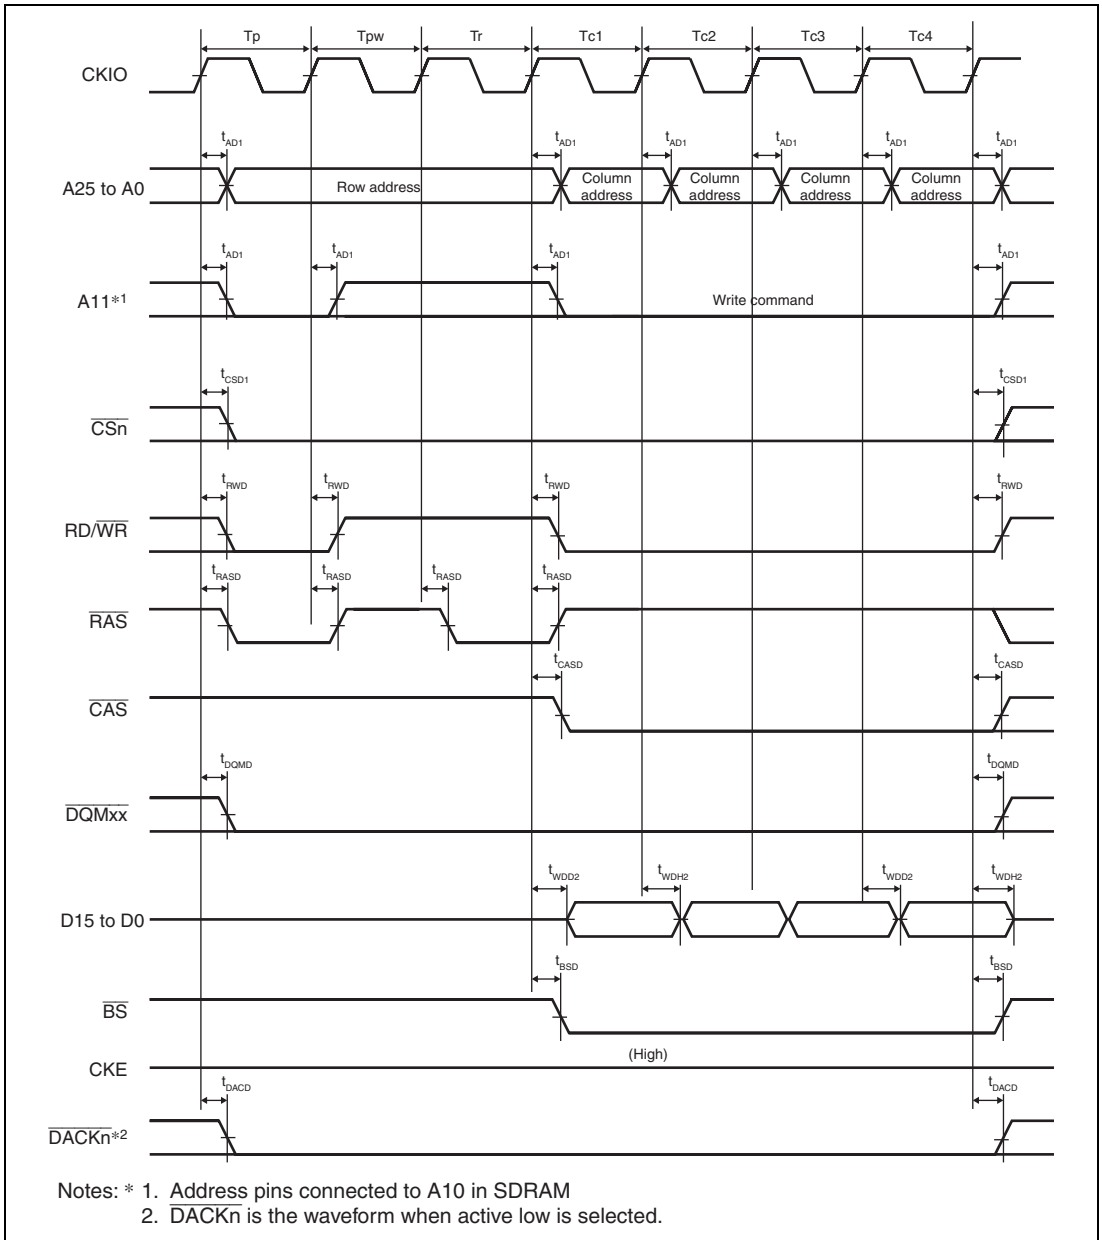 Tp Tpw Tr Tc1 Tc2 Tc3 Tc4
CKIO
tAD1 tAD1 tAD1 tAD1 tAD1 tAD1
A25 to A0 Row address Column address Column address Column address Column address
tAD1 tAD1 tAD1 tAD1
A11*1 Write command
tCSD1 tCSD1
CSn
tRWD tRWD tRWD tRWD
RD/WR
tRASD tRASD tRASD tRASD
RAS
tCASD tCASD
CAS
tDQMD tDQMD
DQMxx
tWDD2 tWDH2 tWDD2 tWDH2
D15 to D0
tBSD tBSD
BS
(High)
CKE
tDACD tDACD
DACKn*2
Notes: * 1. Address pins connected to A10 in SDRAM
2. DACKn is the waveform when active low is selected.